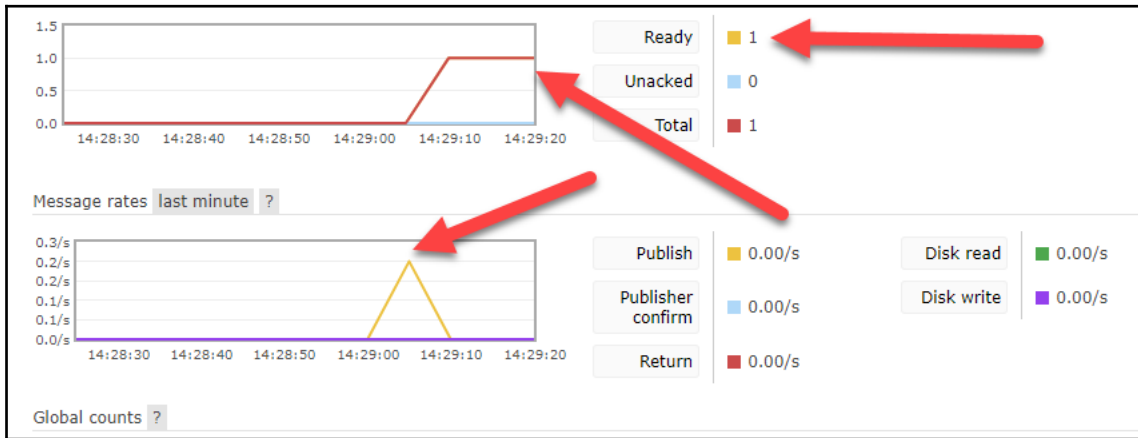 1.5
1.0
0.5
0.0
14:28:30 14:28:40 14:28:50 14:29:00 14:29:10 14:29:20
Ready 1
Unacked 0
Total 1
Message rates last minute ?
0.3/s
0.2/s
0.2/s
0.1/s
0.1/s
0.0/s
14:28:30 14:28:40 14:28:50 14:29:00 14:29:10 14:29:20
Publish 0.00/s Disk read 0.00/s
Publisher
confirm 0.00/s Disk write 0.00/s
Return 0.00/s
Global counts ?